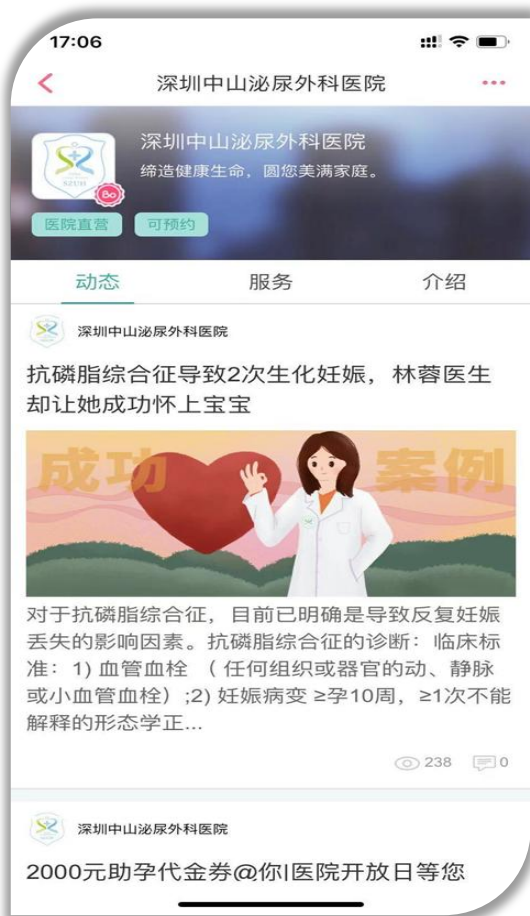 17:06
深圳中山泌尿外科医院
深圳中山泌尿外科医院
缔造健康生命，圆您美满家庭。
SZUH
Bo
医院直营
可预约
动态
服务
介绍
深圳中山泌尿外科医院
抗磷脂综合征导致2次生化妊娠，林蓉医生
却让她成功怀上宝宝
成功
案例
对于抗磷脂综合征，目前已明确是导致反复妊娠
丢失的影响因素。抗磷脂综合征的诊断：临床标
准：1) 血管血栓 （ 任何组织或器官的动、静脉
或小血管血栓）;2) 妊娠病变 ≥孕10周，≥1次不能
解释的形态学正...
238
0
深圳中山泌尿外科医院
2000元助孕代金券@你|医院开放日等您